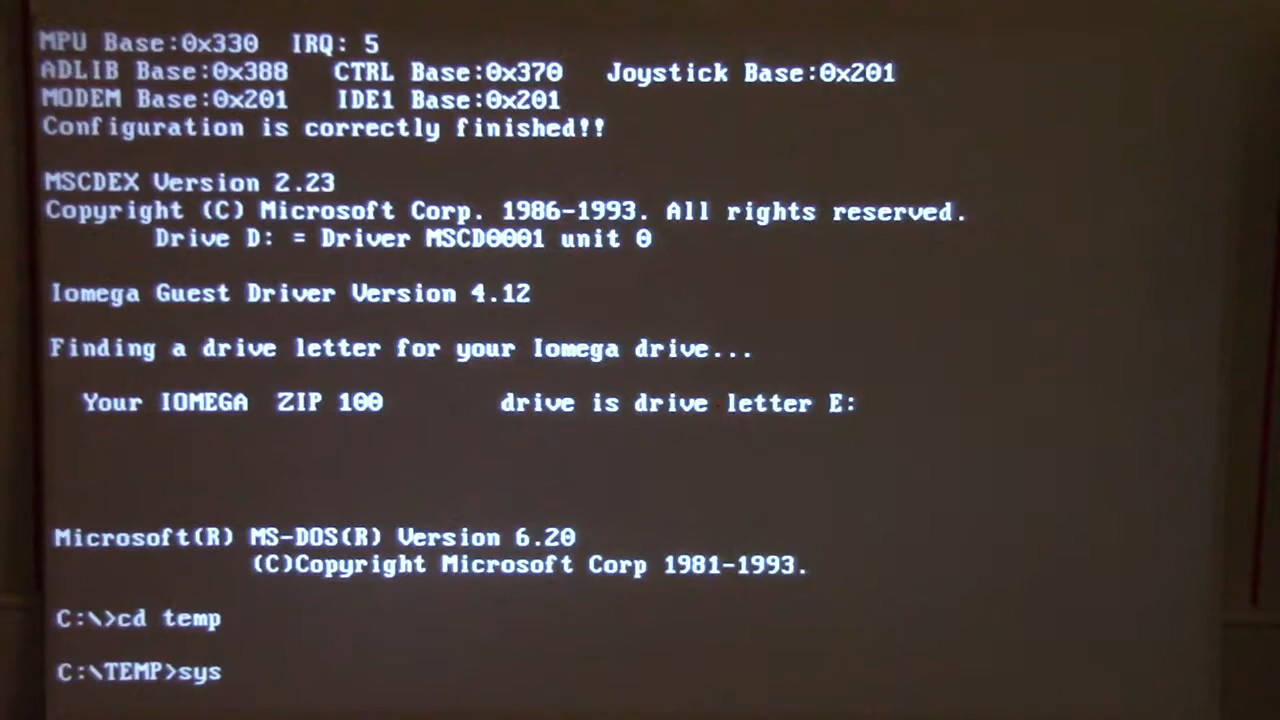 MPU Base:0x330 IRQ: 5
ADLIB Base:0x388 CTRL Base:0x370 Joystick Base:0x201
MODEM Base:0x201 IDE1 Base:0x201
Configuration is correctly finished!!
MSCDEX Version 2.23
Copyright (C) Microsoft Corp. 1986-1993. All rights reserved.
Drive D: = Driver MSCD0001 unit 0
Iomega Guest Driver Version 4.12
Finding a drive letter for your Iomega drive...
Your IOMEGA ZIP 100 drive is drive letter E:
Microsoft(R) MS-DOS(R) Version 6.20
(C)Copyright Microsoft Corp 1981-1993.
C:\>cd temp
C:\TEMP>sys